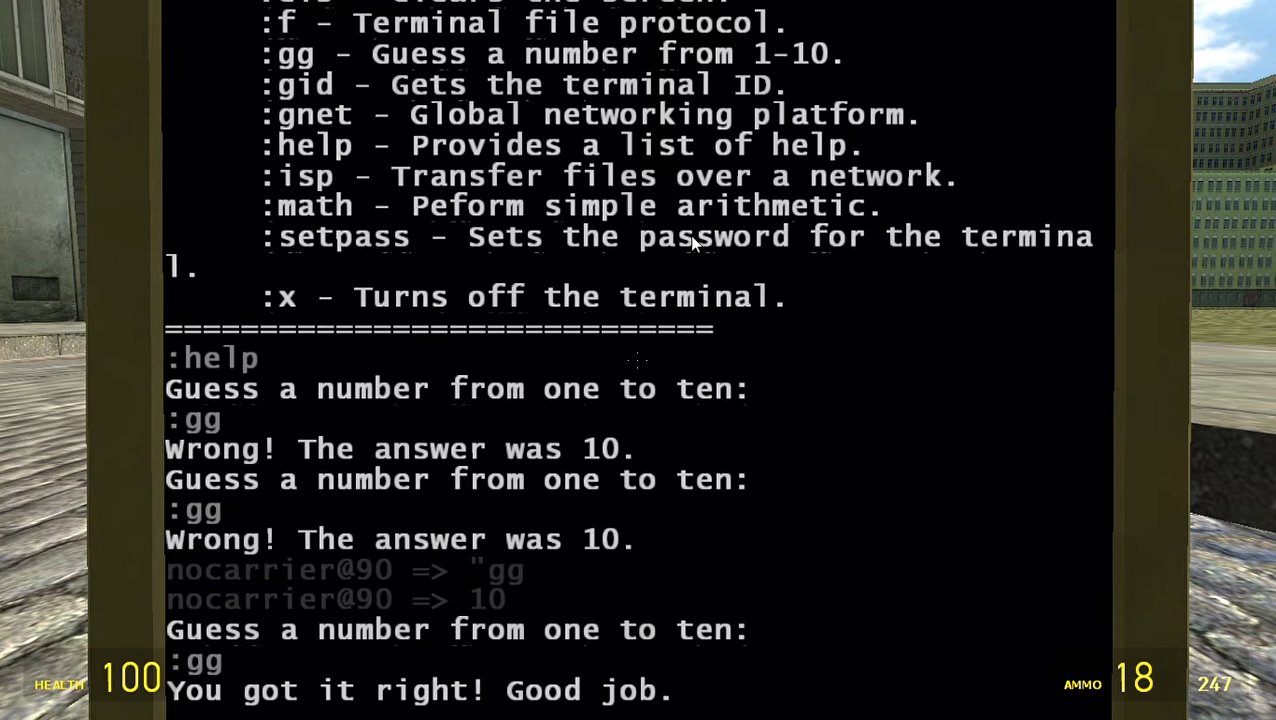 :f - Terminal file protocol.
:gg - Guess a number from 1-10.
:gid - Gets the terminal ID.
:gnet - Global networking platform.
:help - Provides a list of help.
:isp - Transfer files over a network.
:math - Peform simple arithmetic.
:setpass - Sets the password for the termina
l.
:x - Turns off the terminal.
=============================
:help
Guess a number from one to ten:
:gg
Wrong! The answer was 10.
Guess a number from one to ten:
:gg
Wrong! The answer was 10.
nocarrier@90 => "gg
nocarrier@90 => 10
Guess a number from one to ten:
:gg
You got it right! Good job.
HEALTH 100
AMMO 18 247